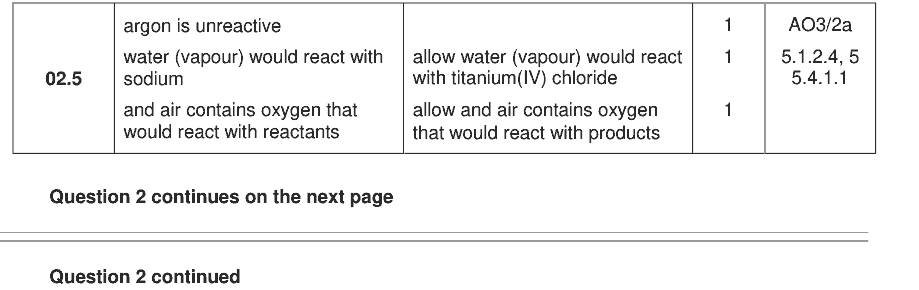 argon is unreactive 1 AO3/2a
water (vapour) would react with allow water (vapour) would react 1 5.1.2.4, 5
02.5 sodium with titanium(IV) chloride 5.4.1.1
and air contains oxygen that allow and air contains oxygen 1
would react with reactants that would react with products
Question 2 continues on the next page
Question 2 continued